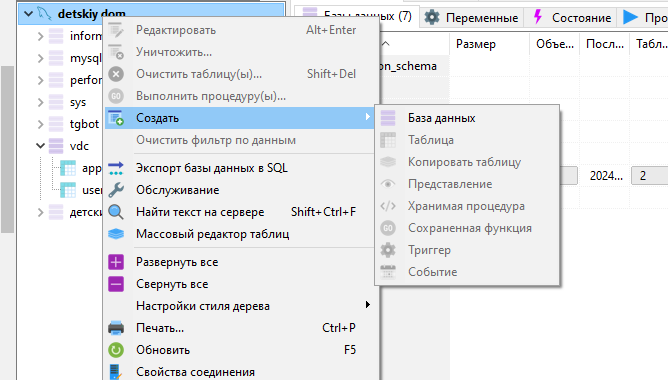 detskiy dom
Базы данных (7)
Переменные
Состояние
Про
Размер
Объе...
Посл...
Табл...
on_schema
inform
mysql
perfor
sys
tgbot
vdc
app
user
детски
Редактировать Alt+Enter
Уничтожить...
Очистить таблицу(ы)... Shift+Del
Выполнить процедуру(ы)...
Создать
Очистить фильтр по данным
Экспорт базы данных в SQL
Обслуживание
Найти текст на сервере Shift+Ctrl+F
Массовый редактор таблиц
Развернуть все
Свернуть все
Настройки стиля дерева
Печать... Ctrl+P
Обновить F5
Свойства соединения
База данных
Таблица
Копировать таблицу
Представление
Хранимая процедура
Сохраненная функция
Триггер
Событие
2024...
2